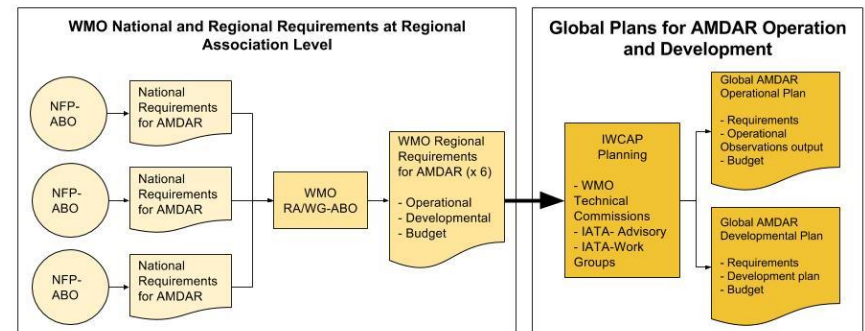 WMO National and Regional Requirements at Regional
Association Level
NFP-
ABO
National
Requirements
for AMDAR
NFP-
ABO
National
Requirements
for AMDAR
NFP-
ABO
National
Requirements
for AMDAR
WMO
RA/WG-ABO
WMO Regional
Requirements
for AMDAR (x 6)
- Operational
- Developmental
- Budget
Global Plans for AMDAR Operation
and Development
IWCAP
Planning
- WMO
Technical
Commissions
- IATA- Advisory
- IATA-Work
Groups
Global AMDAR
Operational Plan
- Requirements
- Operational
Observations output
- Budget
Global AMDAR
Developmental Plan
- Requirements
- Development plan
- Budget